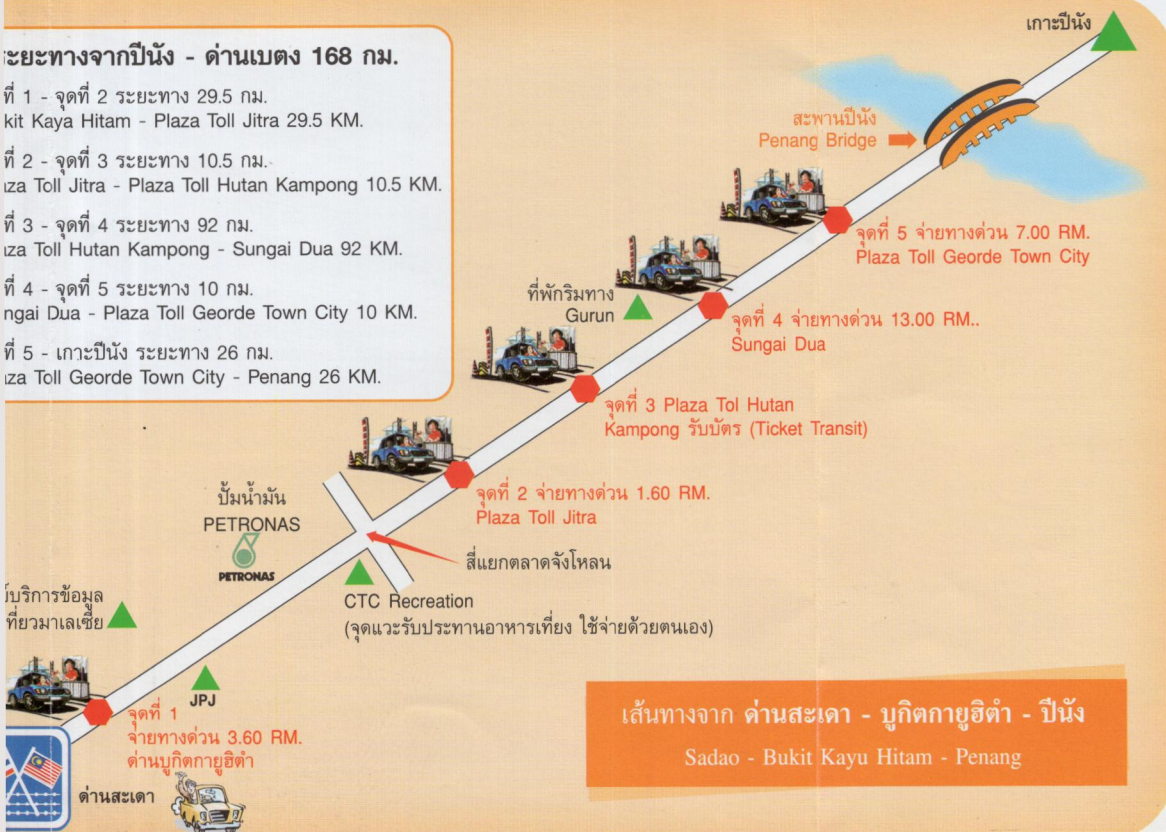 ระยะทางจากปีนัง - ด่านเบตง 168 กม.
ที่ 1 - จุดที่ 2 ระยะทาง 29.5 กม.
kit Kaya Hitam - Plaza Toll Jitra 29.5 KM.
ที่ 2 - จุดที่ 3 ระยะทาง 10.5 กม.
za Toll Jitra - Plaza Toll Hutan Kampong 10.5 KM.
ที่ 3 - จุดที่ 4 ระยะทาง 92 กม.
za Toll Hutan Kampong - Sungai Dua 92 KM.
ที่ 4 - จุดที่ 5 ระยะทาง 10 กม.
ngai Dua - Plaza Toll Georde Town City 10 KM.
ที่ 5 - เกาะปีนัง ระยะทาง 26 กม.
za Toll Georde Town City - Penang 26 KM.
เกาะปีนัง
สะพานปีนัง
Penang Bridge
จุดที่ 5 จ่ายทางด่วน 7.00 RM.
Plaza Toll Georde Town City
ที่พักริมทาง
Gurun
จุดที่ 4 จ่ายทางด่วน 13.00 RM..
Sungai Dua
จุดที่ 3 Plaza Tol Hutan
Kampong รับบัตร (Ticket Transit)
จุดที่ 2 จ่ายทางด่วน 1.60 RM.
Plaza Toll Jitra
ปั้มน้ำมัน
PETRONAS
PETRONAS
สี่แยกตลาดจังโหลน
CTC Recreation
(จุดแวะรับประทานอาหารเที่ยง ใช้จ่ายด้วยตนเอง)
บริการข้อมูล
ที่ยวมาเลเซีย
JPJ
จุดที่ 1
จ่ายทางด่วน 3.60 RM.
ด่านบูกิตกายูฮิตำ
ด่านสะเดา
เส้นทางจาก ด่านสะเดา - บูกิตกายูฮิตำ - ปีนัง
Sadao - Bukit Kayu Hitam - Penang